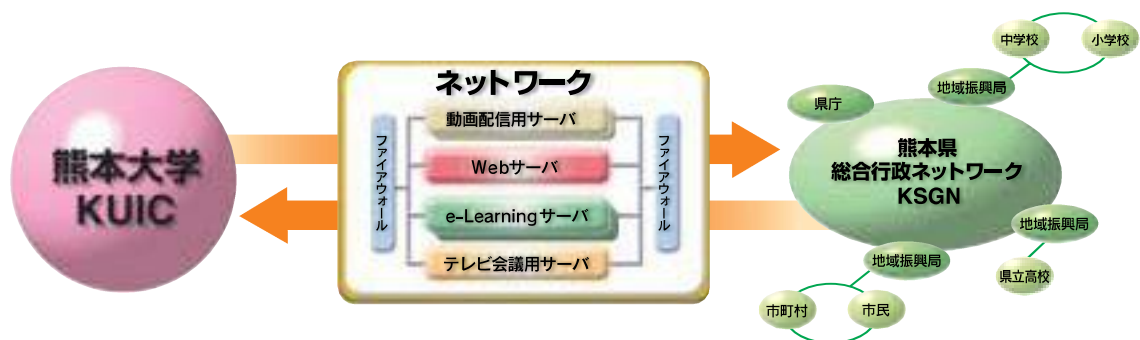 熊本大学
KUIC
ネットワーク
ファイアウォール
動画配信用サーバ
Webサーバ
e-Learningサーバ
テレビ会議用サーバ
ファイアウォール
中学校
小学校
地域振興局
県庁
熊本県
総合行政ネットワーク
KSGN
地域振興局
県立高校
地域振興局
市町村
市民